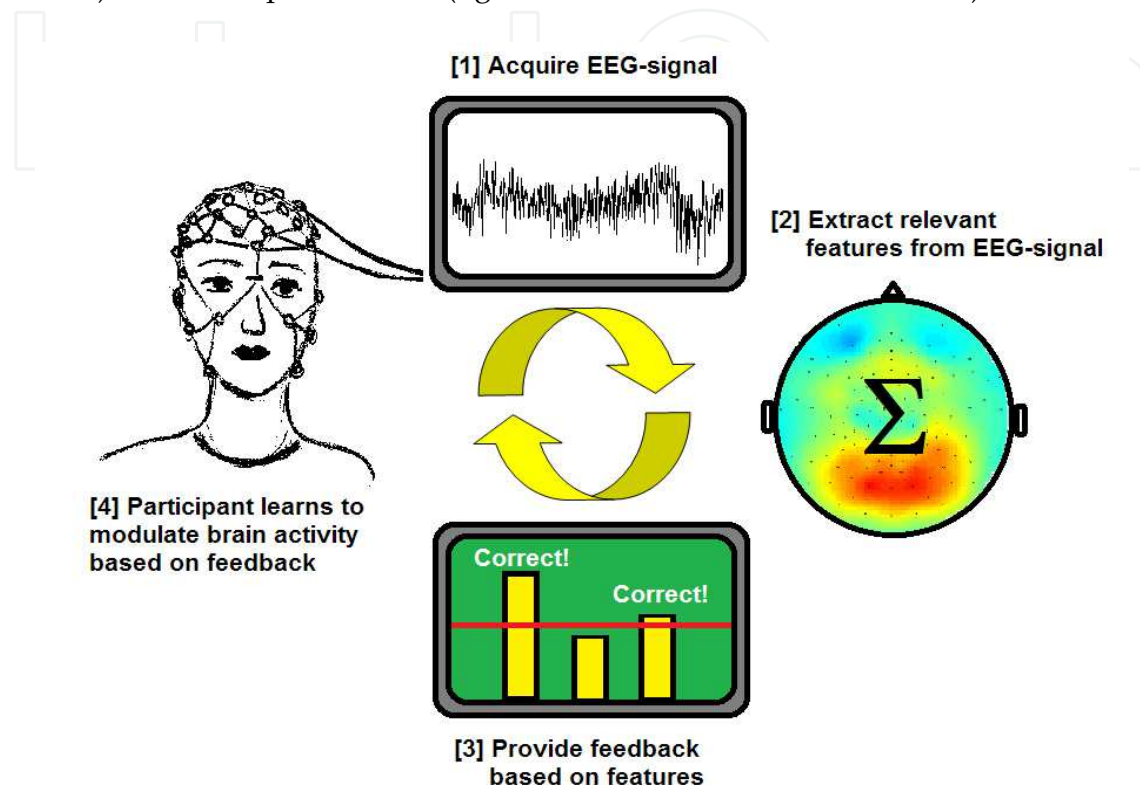 [1] Acquire EEG-signal
[2] Extract relevant
features from EEG-signal
Σ
[4] Participant learns to
modulate brain activity
based on feedback
Correct!
Correct!
[3] Provide feedback
based on features